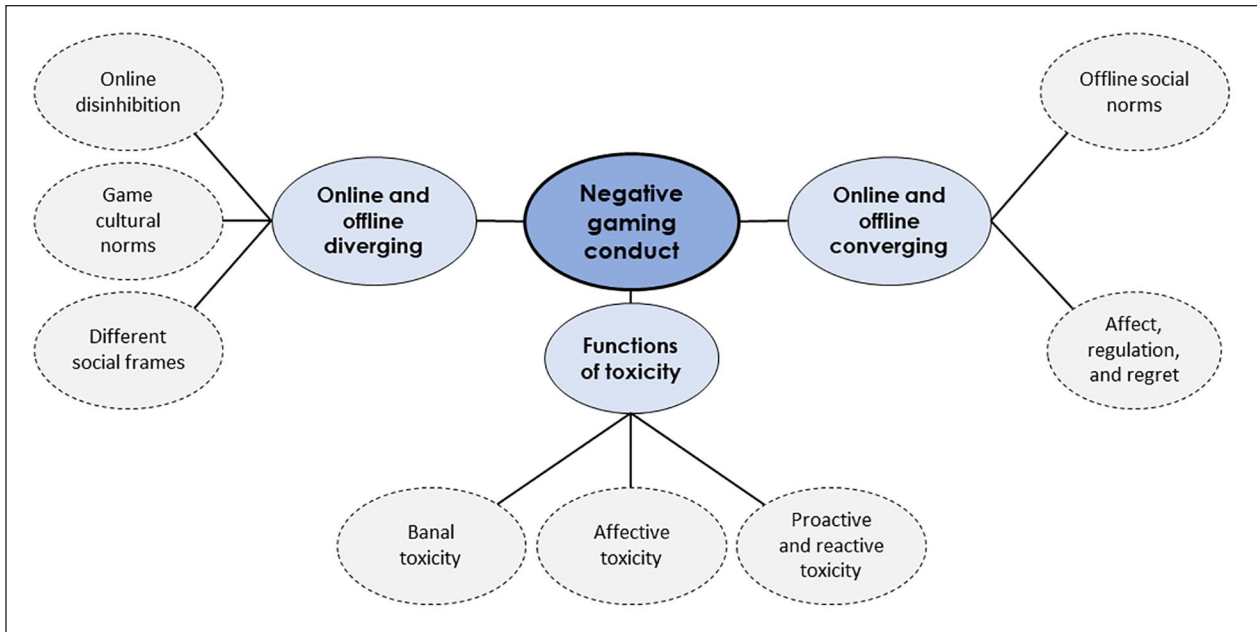 Online
disinhibition
Game
cultural
norms
Different
social frames
Online and
offline
diverging
Negative
gaming
conduct
Online and
offline
converging
Offline social
norms
Affect,
regulation,
and regret
Functions
of toxicity
Banal
toxicity
Affective
toxicity
Proactive
and reactive
toxicity